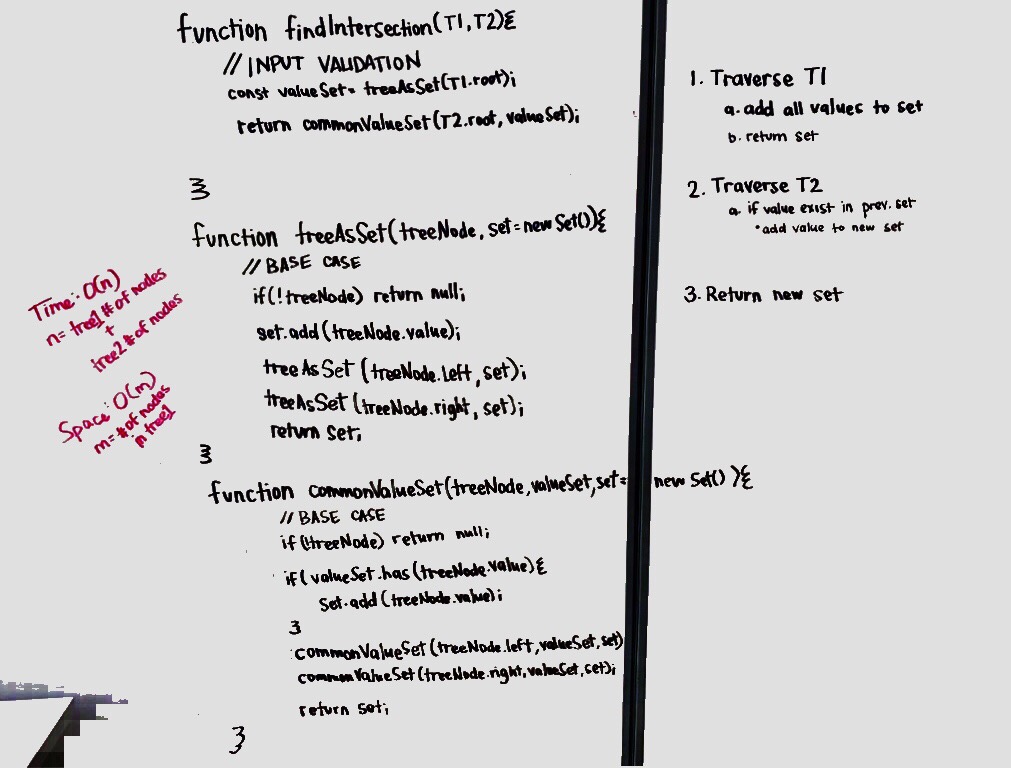 function findIntersection(T1,T2){
// INPUT VALIDATION
const valueSet= treeAsSet(T1.root);
return commonValueSet(T2.root, valueSet);
}
function treeAsSet(treeNode, set=new Set()){
// BASE CASE
if(!treeNode) return null;
set.add(treeNode.value);
treeAsSet (treeNode.left, set);
treeAsSet (treeNode.right, set);
return set;
}
function commonValueSet(treeNode,valueSet,set= new Set() ){
// BASE CASE
if(!treeNode) return null;
if(valueSet.has(treeNode.value){
Set.add(treeNode.value);
}
commonValueSet(treeNode.left,valueSet,set)
commonValueSet(treeNode.right,valueSet,set);
return set;
}
Time: O(n)
n= tree1 # of nodes
+
tree2 # of nodes
Space: O(m)
m= # of nodes
in tree1
1. Traverse T1
a. add all values to set
b. return set
2. Traverse T2
a. if value exist in prev. set
• add value to new set
3. Return new set